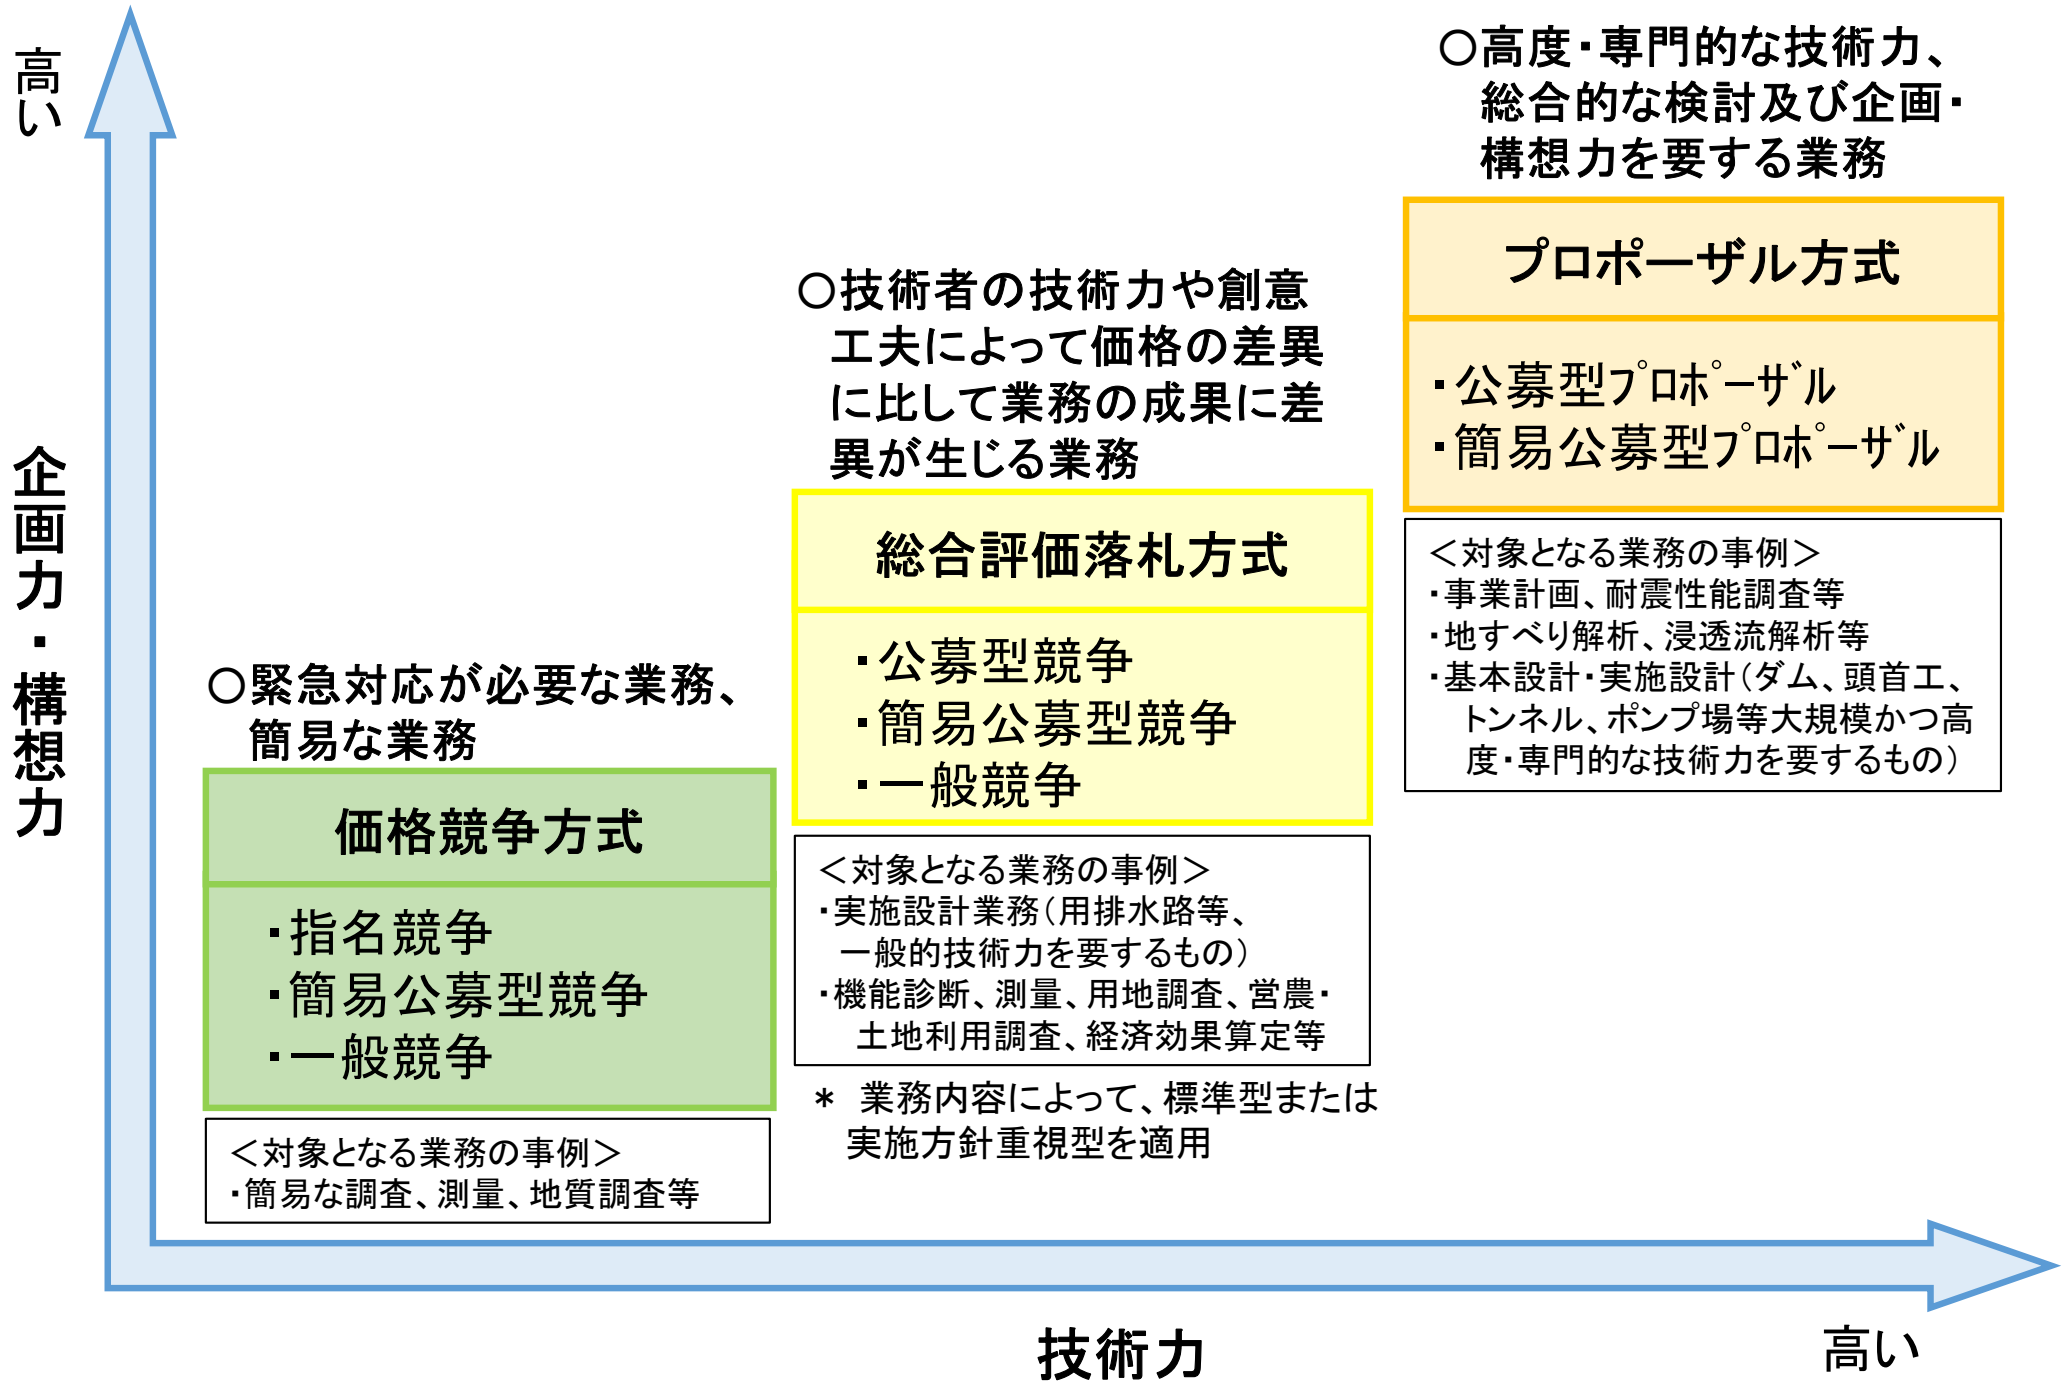 高い
企画力・構想力
○緊急対応が必要な業務、
簡易な業務
価格競争方式
・指名競争
・簡易公募型競争
・一般競争
＜対象となる業務の事例＞
・簡易な調査、測量、地質調査等
○技術者の技術力や創意
工夫によって価格の差異
に比して業務の成果に差
異が生じる業務
総合評価落札方式
・公募型競争
・簡易公募型競争
・一般競争
＜対象となる業務の事例＞
・実施設計業務（用排水路等、
一般的技術力を要するもの）
・機能診断、測量、用地調査、営農・
土地利用調査、経済効果算定等
* 業務内容によって、標準型または
実施方針重視型を適用
○高度・専門的な技術力、
総合的な検討及び企画・
構想力を要する業務
プロポーザル方式
・公募型ﾌﾟﾛﾎﾟｰｻﾞﾙ
・簡易公募型ﾌﾟﾛﾎﾟｰｻﾞﾙ
＜対象となる業務の事例＞
・事業計画、耐震性能調査等
・地すべり解析、浸透流解析等
・基本設計・実施設計（ダム、頭首工、
トンネル、ポンプ場等大規模かつ高
度・専門的な技術力を要するもの）
技術力
高い